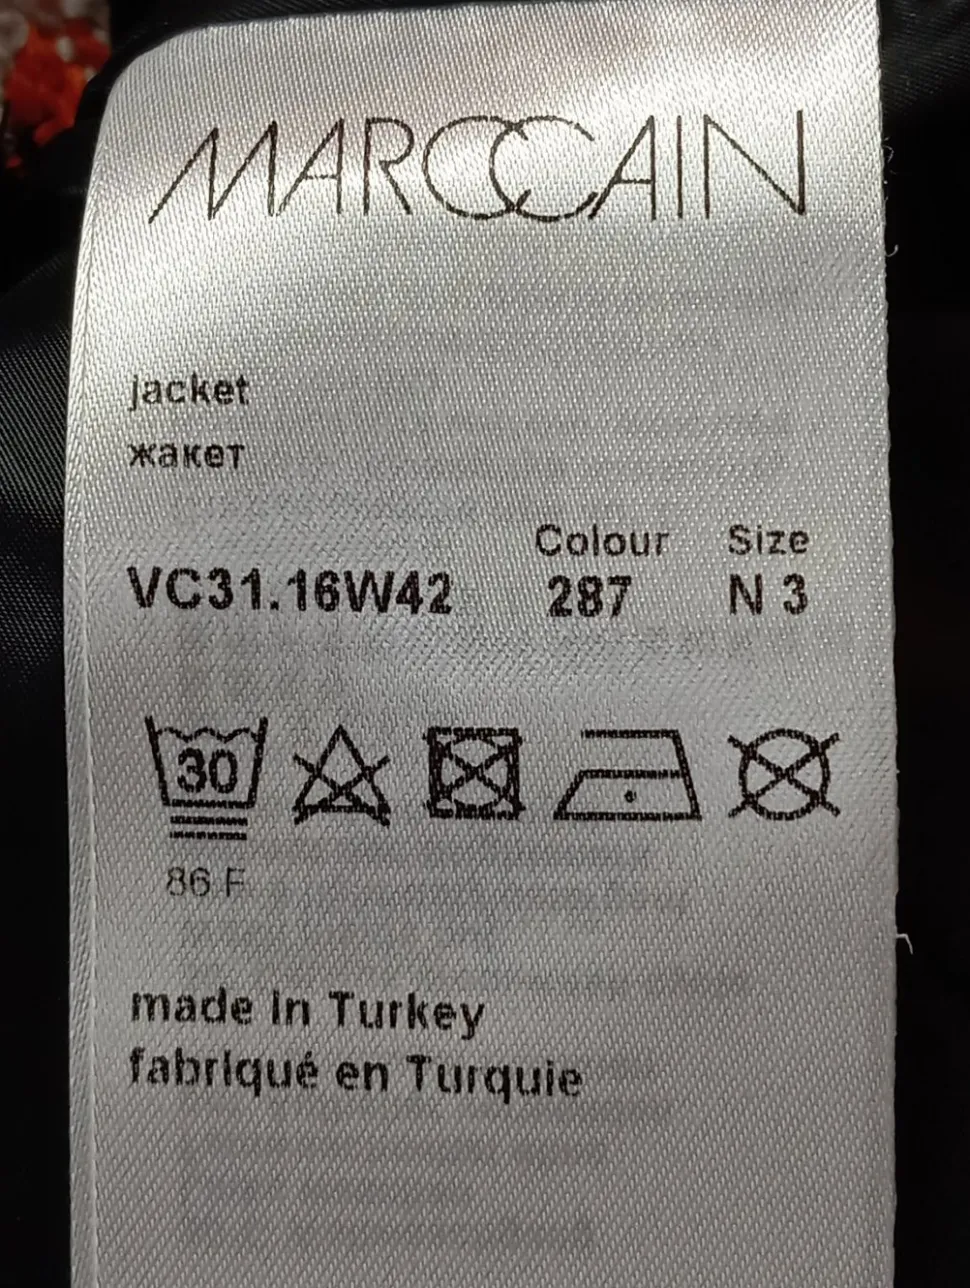 MARCCAIN
jacket
жакет
Colour Size
VC31.16W42 287 N 3
30
86 F
made in Turkey
fabriqué en Turquie